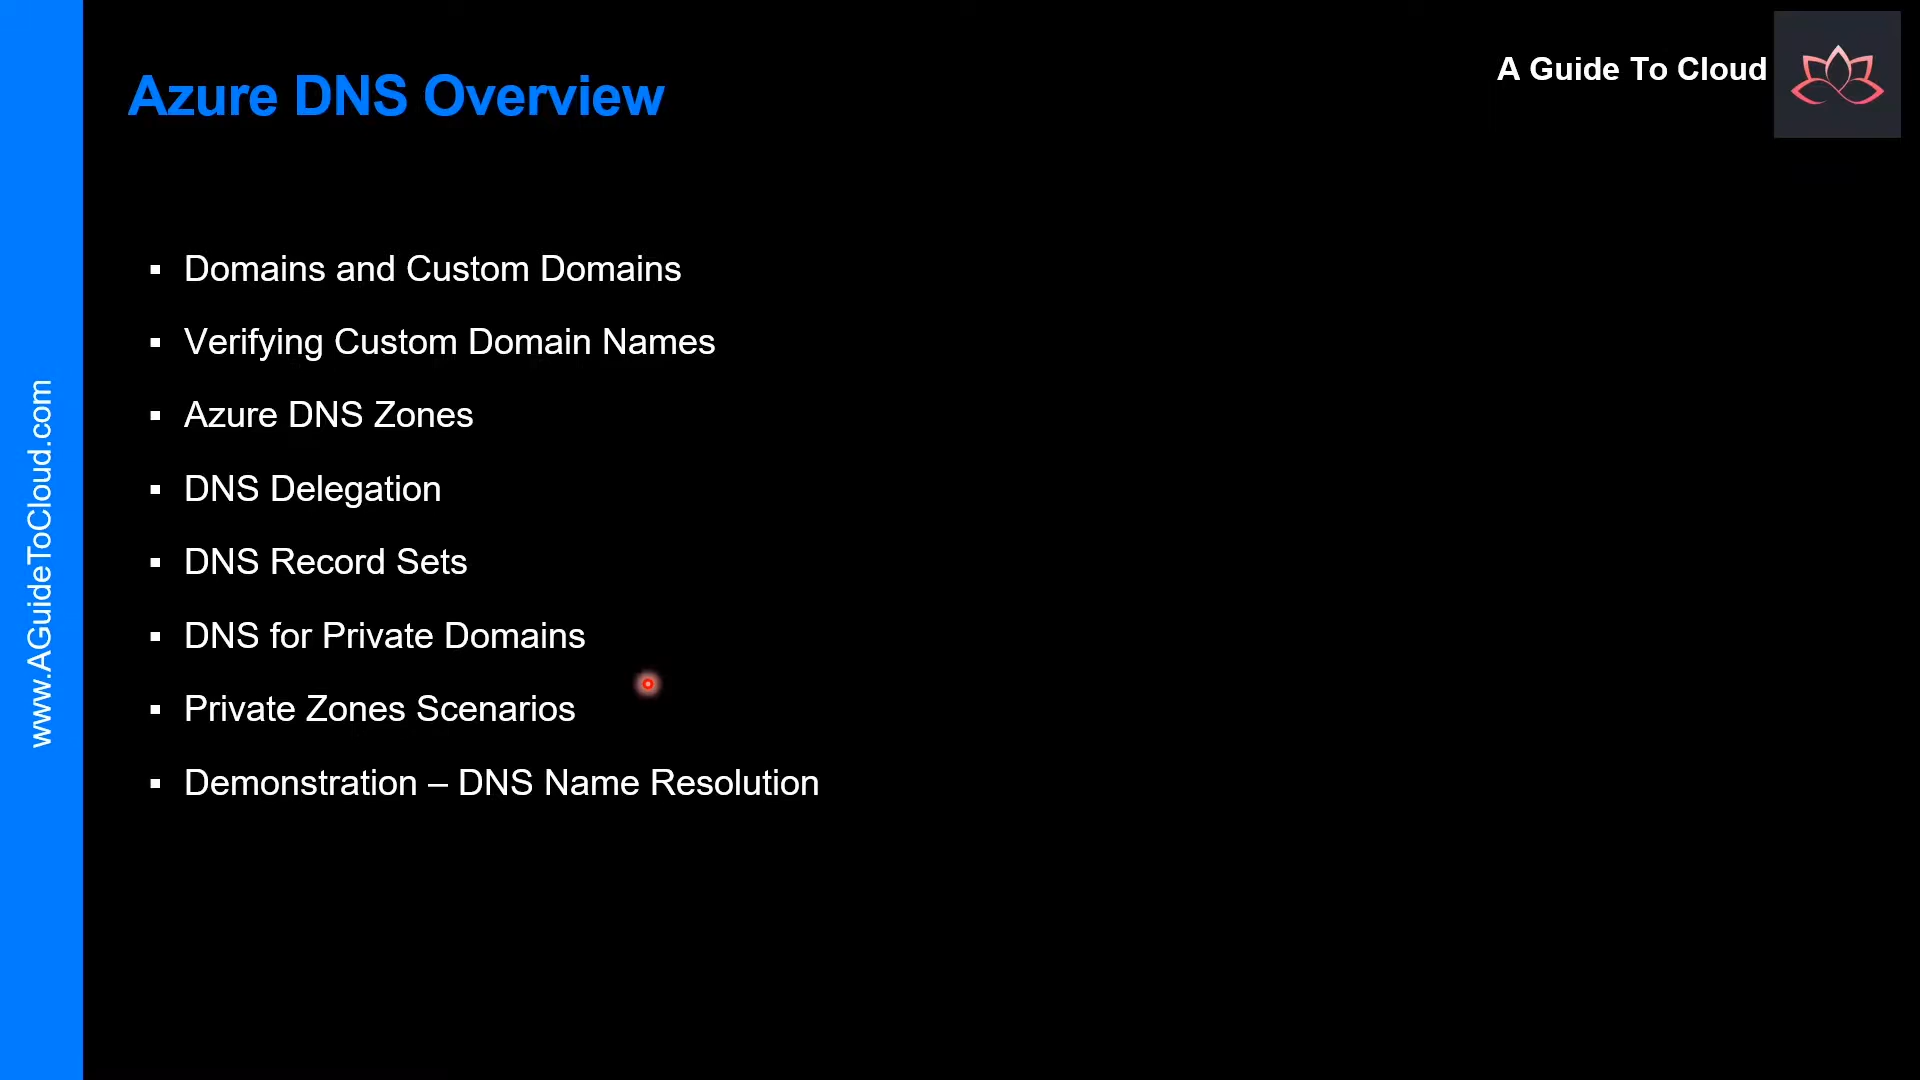 Azure DNS Overview
A Guide To Cloud
▪ Domains and Custom Domains
▪ Verifying Custom Domain Names
▪ Azure DNS Zones
▪ DNS Delegation
▪ DNS Record Sets
▪ DNS for Private Domains
▪ Private Zones Scenarios
▪ Demonstration – DNS Name Resolution
www.AGuideToCloud.com